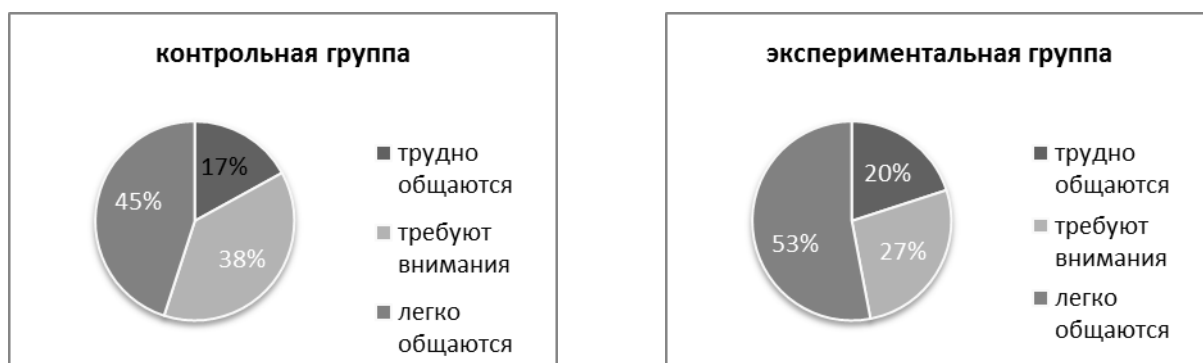 контрольная группа
17%
38%
45%
трудно
общаются
требуют
внимания
легко
общаются
экспериментальная группа
20%
27%
53%
трудно
общаются
требуют
внимания
легко
общаются